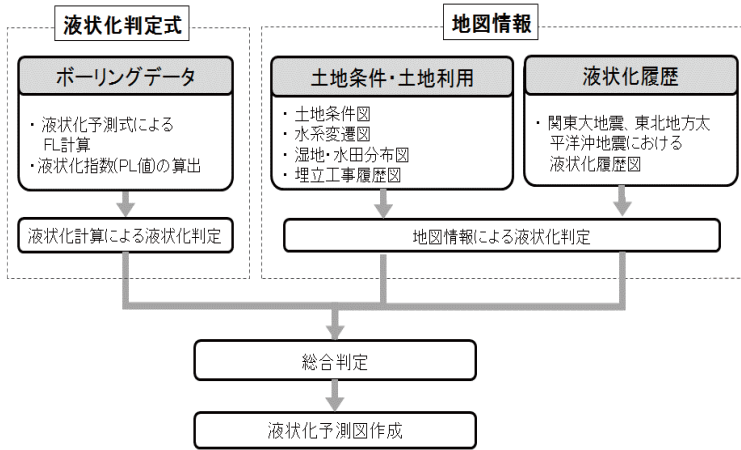 液状化判定式
ボーリングデータ
・ 液状化予測式による
FL計算
・液状化指数(PL値)の算出
液状化計算による液状化判定
地図情報
土地条件・土地利用
・ 土地条件図
・ 水系変遷図
・ 湿地・水田分布図
・ 埋立工事履歴図
液状化履歴
・ 関東大地震、東北地方太
平洋沖地震における
液状化履歴図
地図情報による液状化判定
総合判定
液状化予測図作成